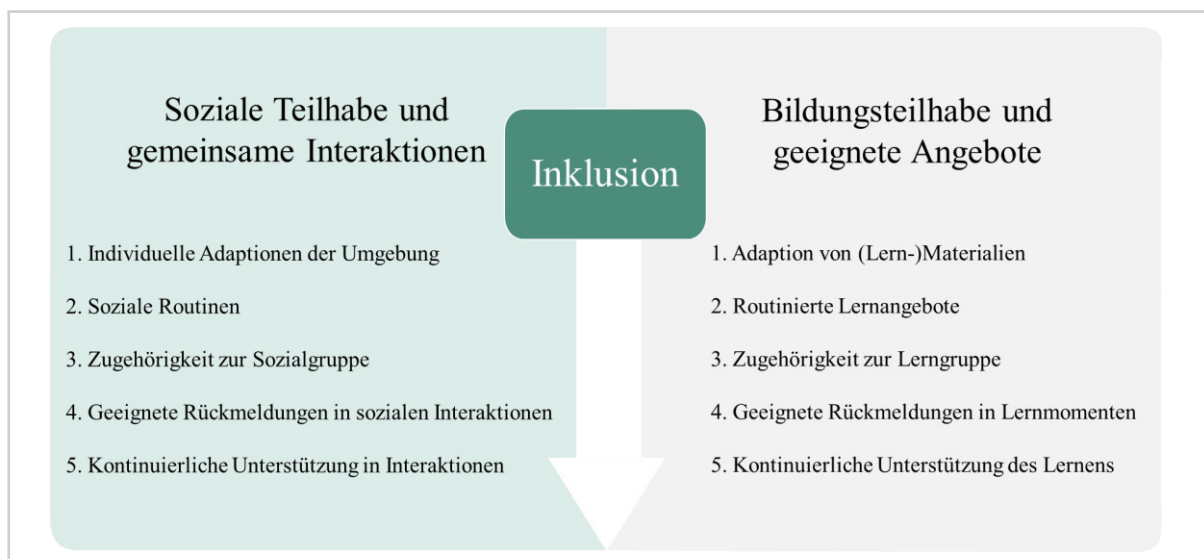 Soziale Teilhabe und
gemeinsame Interaktionen
1. Individuelle Adaptionen der Umgebung
2. Soziale Routinen
3. Zugehörigkeit zur Sozialgruppe
4. Geeignete Rückmeldungen in sozialen Interaktionen
5. Kontinuierliche Unterstützung in Interaktionen
Inklusion
Bildungsteilhabe und
geeignete Angebote
1. Adaption von (Lern-)Materialien
2. Routinierte Lernangebote
3. Zugehörigkeit zur Lerngruppe
4. Geeignete Rückmeldungen in Lernmomenten
5. Kontinuierliche Unterstützung des Lernens